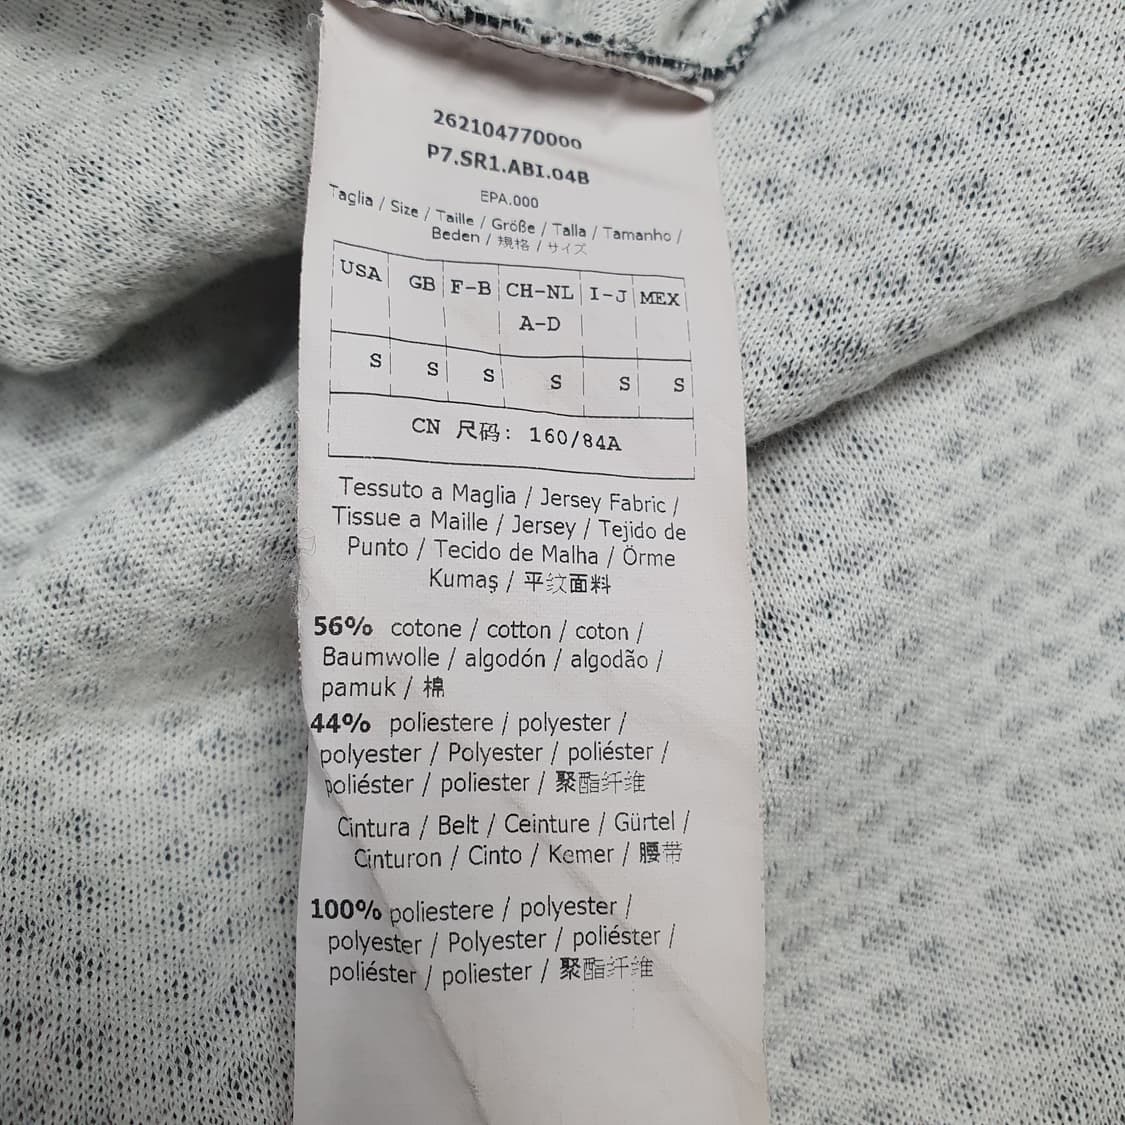 262104770000
P7.SR1.ABI.04B
EPA.000
Taglia / Size / Taille / Größe / Talla / Tamanho /
Beden / 規格 / サイズ
USA GB F-B CH-NL I-J MEX
A-D
S S S S S S
CN 尺码: 160/84A
Tessuto a Maglia / Jersey Fabric /
Tissue a Maille / Jersey / Tejido de
Punto / Tecido de Malha / Örme
Kumaş / 平纹面料
56% cotone / cotton / coton /
Baumwolle / algodón / algodão /
pamuk / 棉
44% poliestere / polyester /
polyester / Polyester / poliéster /
poliéster / poliester / 聚酯纤维
Cintura / Belt / Ceinture / Gürtel /
Cinturon / Cinto / Kemer / 腰带
100% poliestere / polyester /
polyester / Polyester / poliéster /
poliéster / poliester / 聚酯纤维